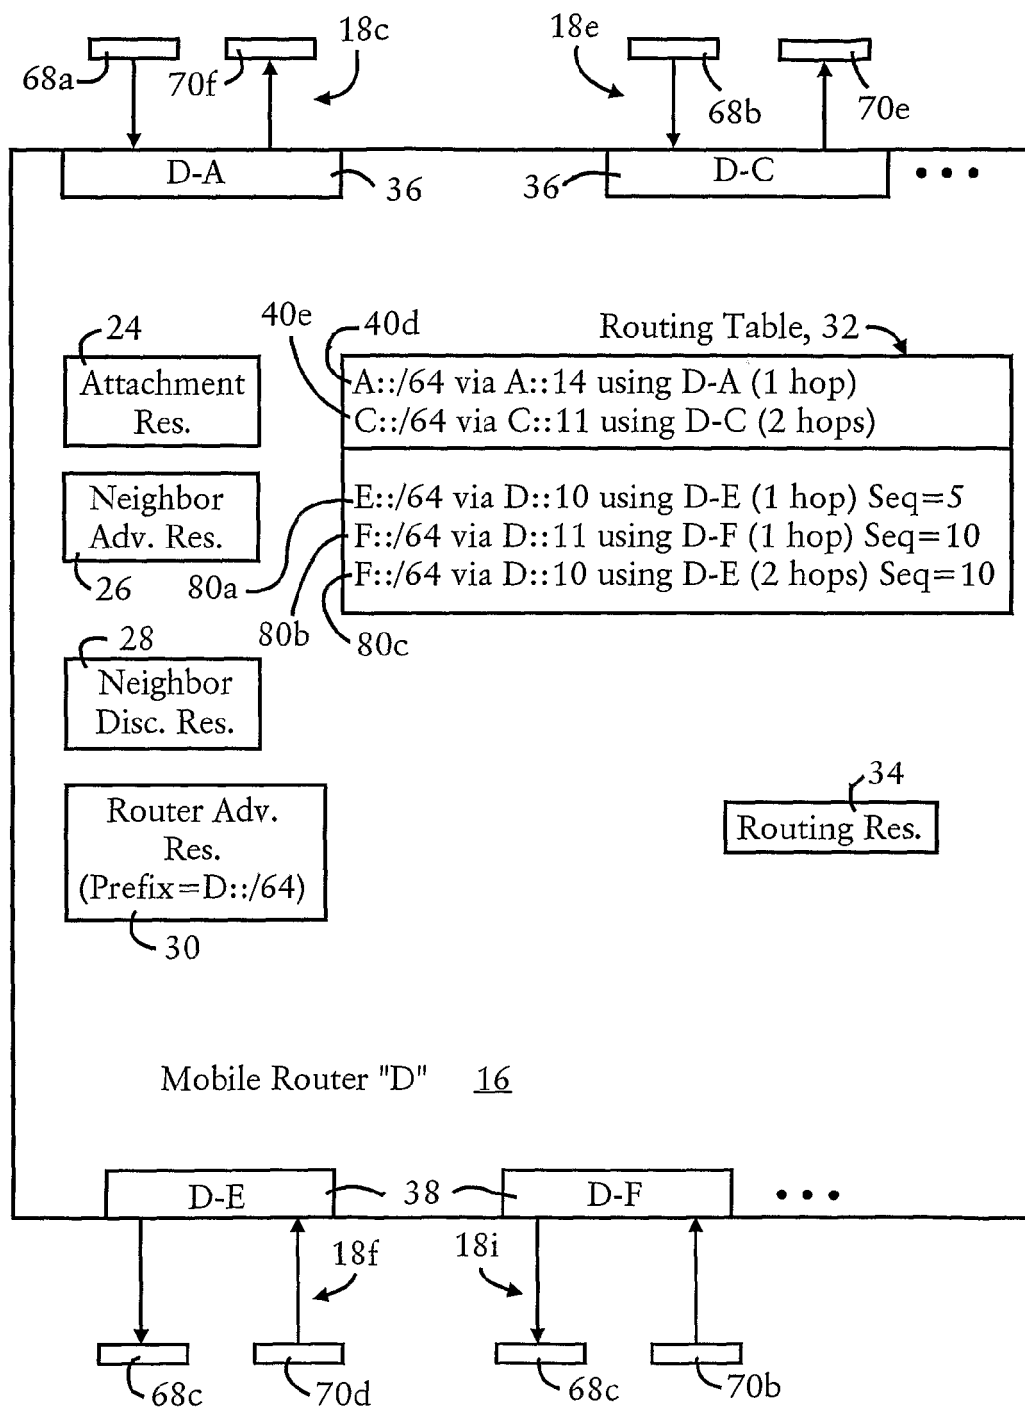 18c 18e
68a 70f 68b 70e
D-A 36 36 D-C
40e 40d Routing Table, 32
24
Attachment
Res.
A::/64 via A::14 using D-A (1 hop)
C::/64 via C::11 using D-C (2 hops)
Neighbor
Adv. Res.
26
E::/64 via D::10 using D-E (1 hop) Seq=5
F::/64 via D::11 using D-F (1 hop) Seq=10
F::/64 via D::10 using D-E (2 hops) Seq=10
80a 80b 80c
28
Neighbor
Disc. Res.
Router Adv.
Res.
(Prefix=D::/64)
30
34
Routing Res.
Mobile Router "D" 16
D-E 38 D-F
18f 18i
68c 70d 68c 70b